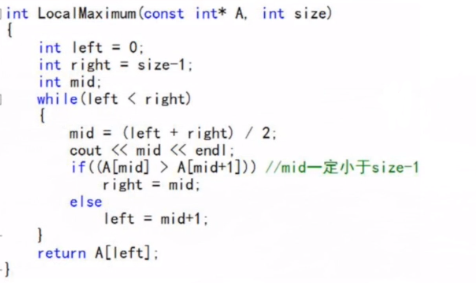 int LocalMaximum(const int* A, int size)
{
    int left = 0;
    int right = size-1;
    int mid;
    while(left < right)
    {
        mid = (left + right) / 2;
        cout << mid << endl;
        if((A[mid] > A[mid+1])) //mid一定小于size-1
            right = mid;
        else
            left = mid+1;
    }
    return A[left];
}